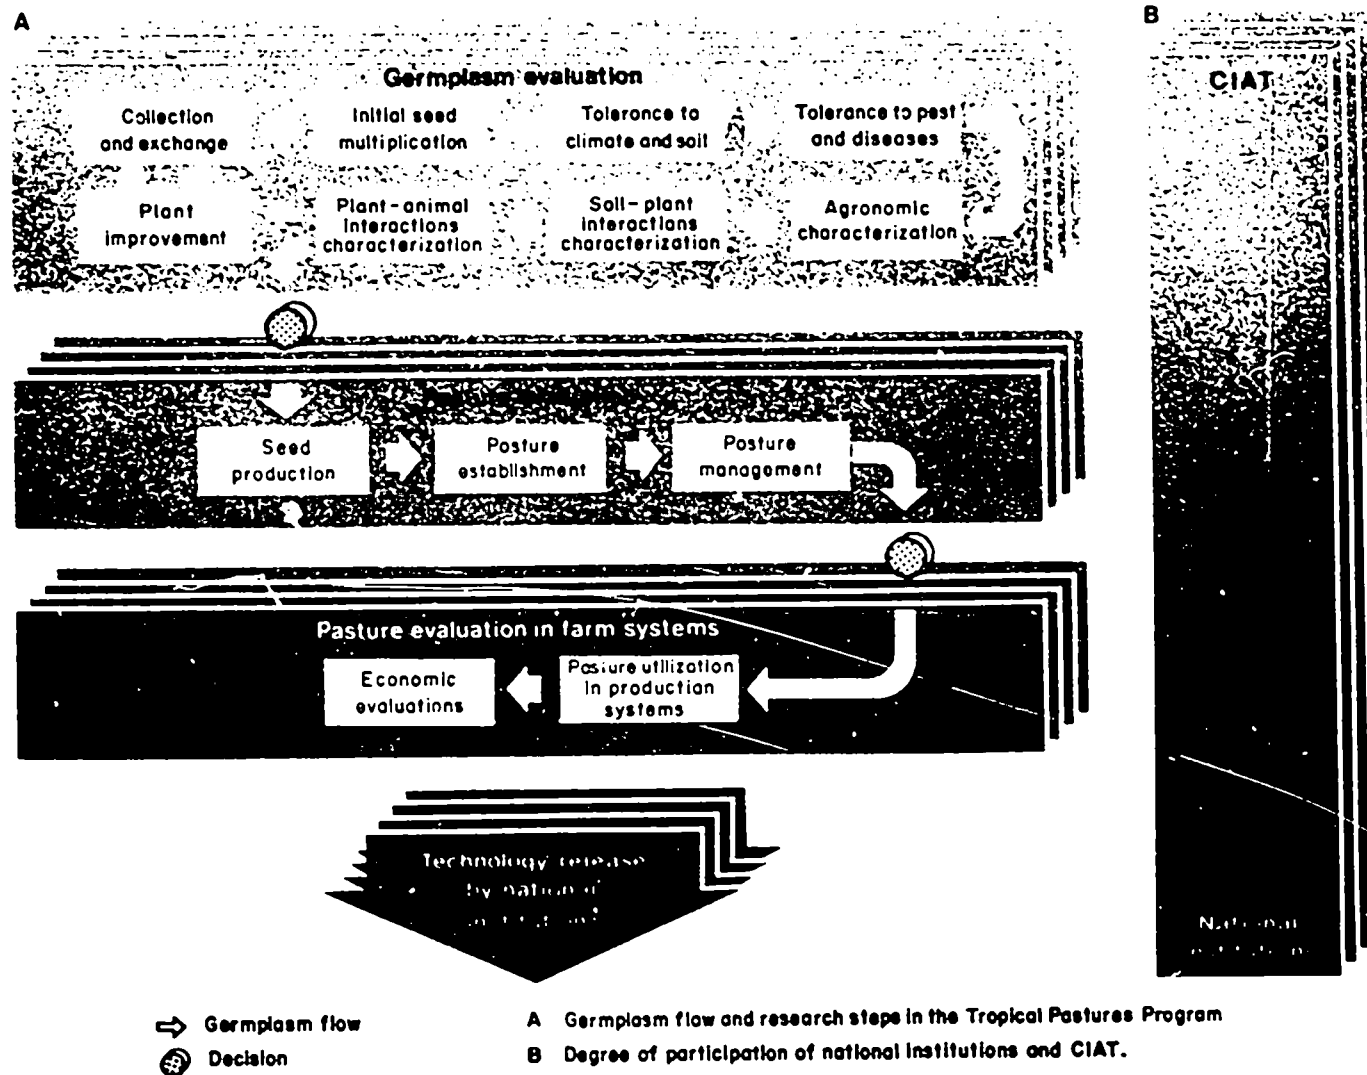 A
Germplasm evaluation
Collection
and exchange
Initial seed
multiplication
Tolerance to
climate and soil
Tolerance to pest
and diseases
Plant
improvement
Plant-animal
interactions
characterization
Soil-plant
interactions
characterization
Agronomic
characterization
Seed
production
Pasture
establishment
Pasture
management
Pasture evaluation in farm systems
Economic
evaluations
Pasture utilization
in production
systems
Technology release
by national
B
CIAT
National
Germplasm flow
Decision
A Germplasm flow and research steps in the Tropical Pastures Program
B Degree of participation of national institutions and CIAT.